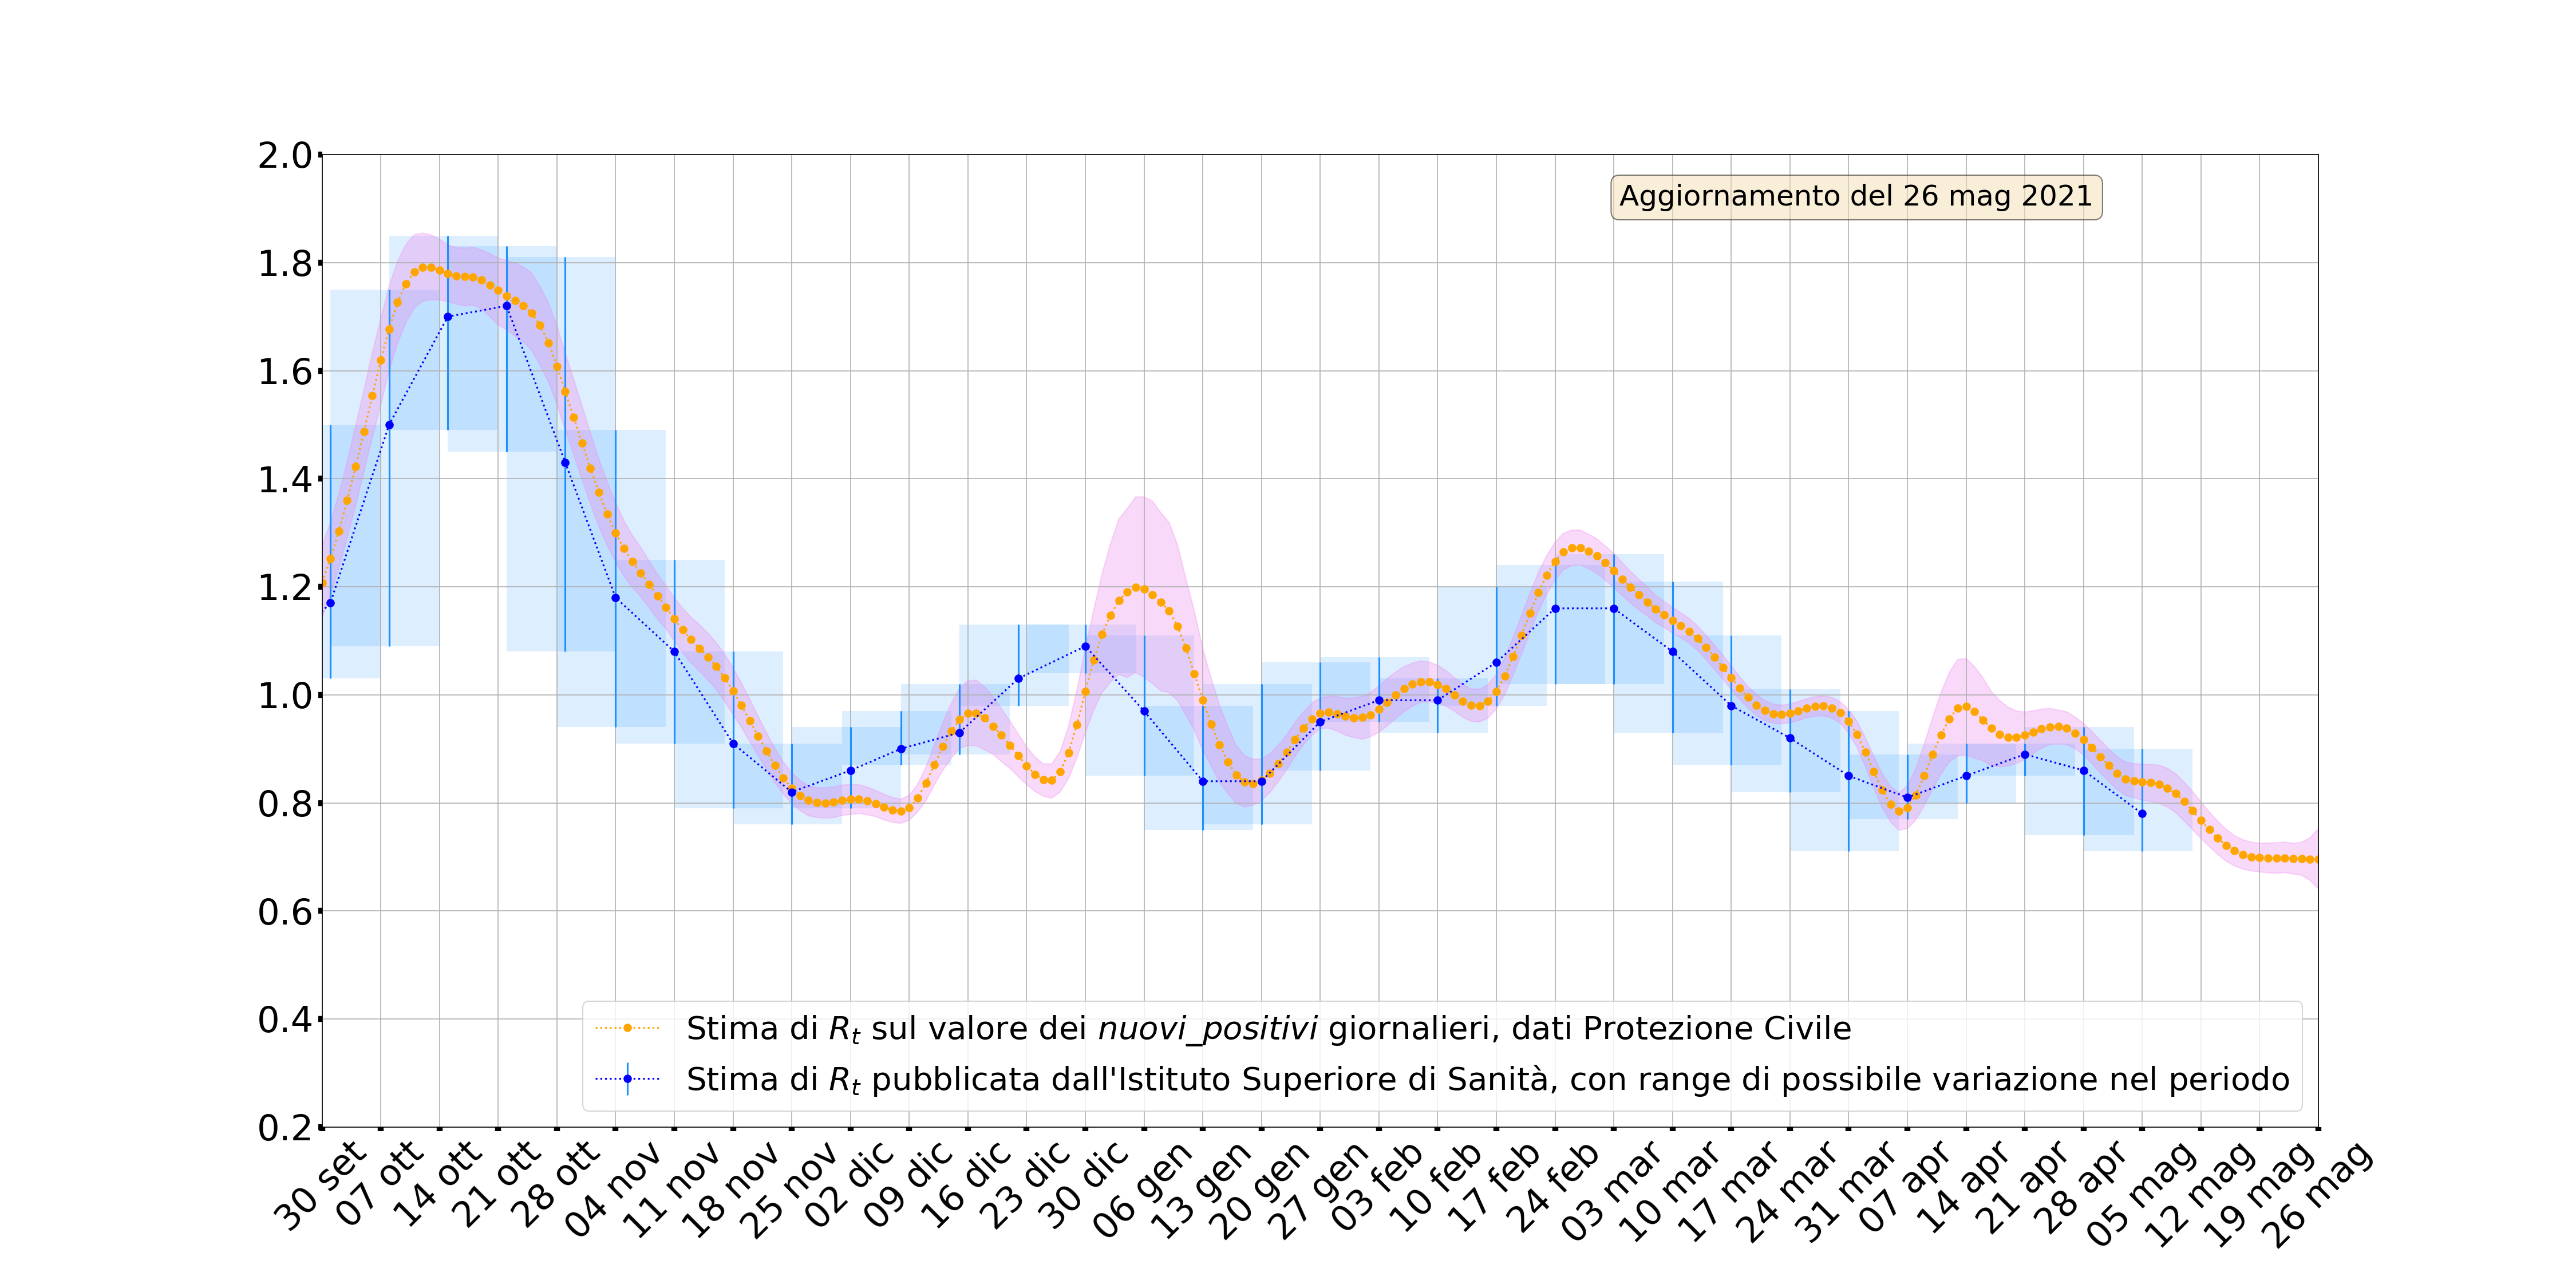 2.0
1.8
1.6
1.4
1.2
1.0
0.8
0.6
0.4
0.2
Aggiornamento del 26 mag 2021
Stima di Rt sul valore dei nuovi_positivi giornalieri, dati Protezione Civile
Stima di Rt pubblicata dall'Istituto Superiore di Sanità, con range di possibile variazione nel periodo
30 set
07 ott
14 ott
21 ott
28 ott
04 nov
11 nov
18 nov
25 nov
02 dic
09 dic
16 dic
23 dic
30 dic
06 gen
13 gen
20 gen
27 gen
03 feb
10 feb
17 feb
24 feb
03 mar
10 mar
17 mar
24 mar
31 mar
07 apr
14 apr
21 apr
28 apr
05 mag
12 mag
19 mag
26 mag